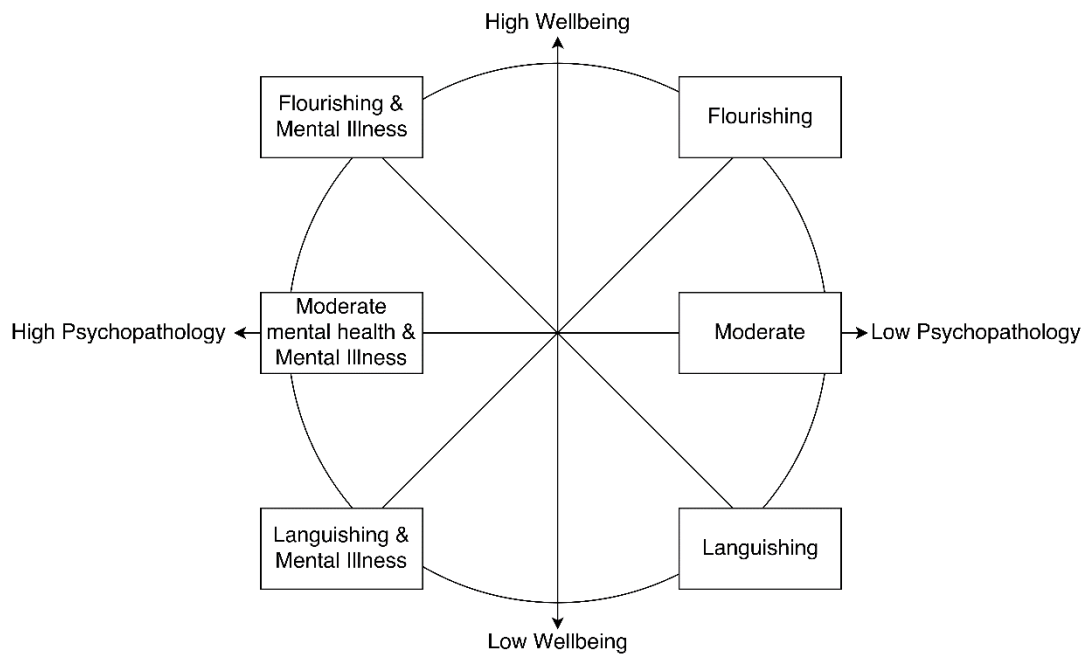 High Wellbeing
Flourishing &
Mental Illness
Flourishing
High Psychopathology
Moderate
mental health &
Mental Illness
Moderate
Low Psychopathology
Languishing &
Mental Illness
Languishing
Low Wellbeing